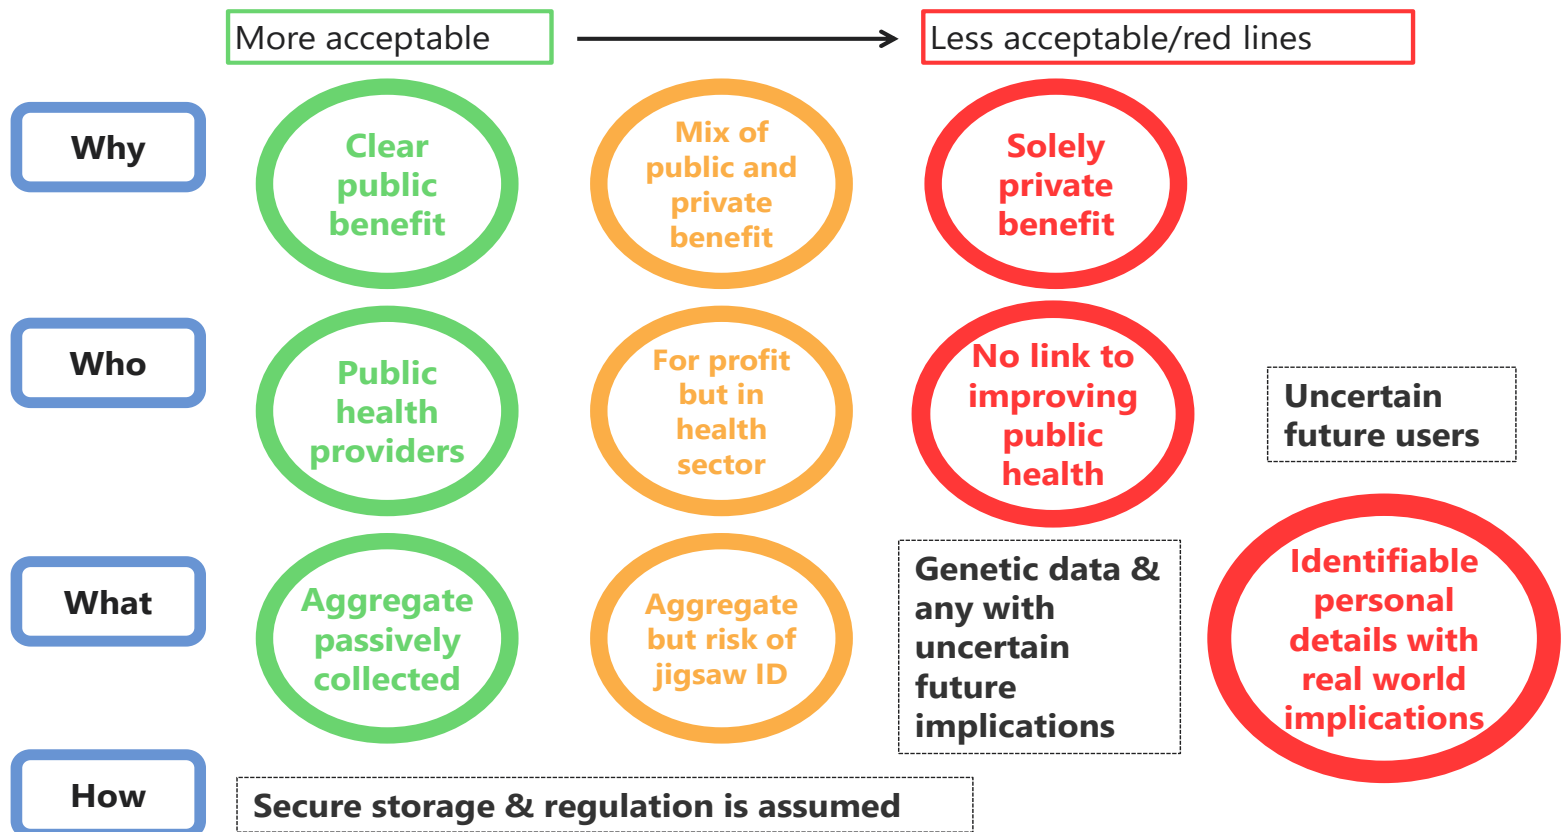 More acceptable
Less acceptable/red lines
Why
Clear
public
benefit
Mix of
public and
private
benefit
Solely
private
benefit
Who
Public
health
providers
For profit
but in
health
sector
No link to
improving
public
health
Uncertain
future users
What
Aggregate
passively
collected
Aggregate
but risk of
jigsaw ID
Genetic data &
any with
uncertain
future
implications
Identifiable
personal
details with
real world
implications
How
Secure storage & regulation is assumed